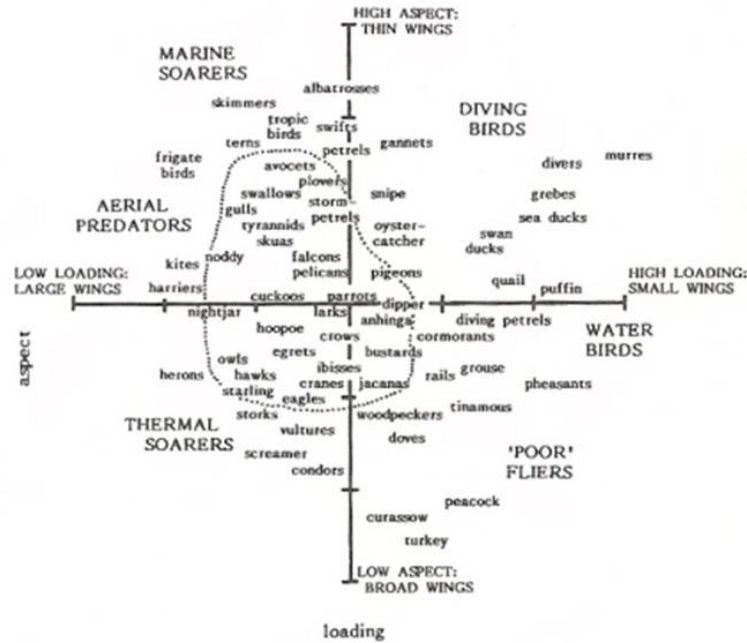 HIGH ASPECT:
THIN WINGS
MARINE
SOARERS
albatrosses
skimmers
DIVING
BIRDS
tropic
birds
swifts
terns
petrels
gannets
frigate
birds
avocets
divers
murres
plovers
swallows
storm-
petrels
snipe
grebes
AERIAL
PREDATORS
gulls
tyrannids
oyster-
catcher
sea ducks
swan
ducks
skuas
noddy
falcons
kites
pelicans
pigeons
LOW LOADING:
LARGE WINGS
harriers
quail
puffin
HIGH LOADING:
SMALL WINGS
cuckoos
parrots
dipper
nightjar
larks
anhinga
diving petrels
hoopoe
crows
cormorants
WATER
BIRDS
aspect
egrets
bustards
owls
ibisses
herons
hawks
cranes
jacanas
rails
grouse
pheasants
starling
eagles
storks
woodpeckers
tinamous
THERMAL
SOARERS
vultures
doves
screamer
'POOR'
FLIERS
condors
peacock
curassow
turkey
LOW ASPECT:
BROAD WINGS
loading